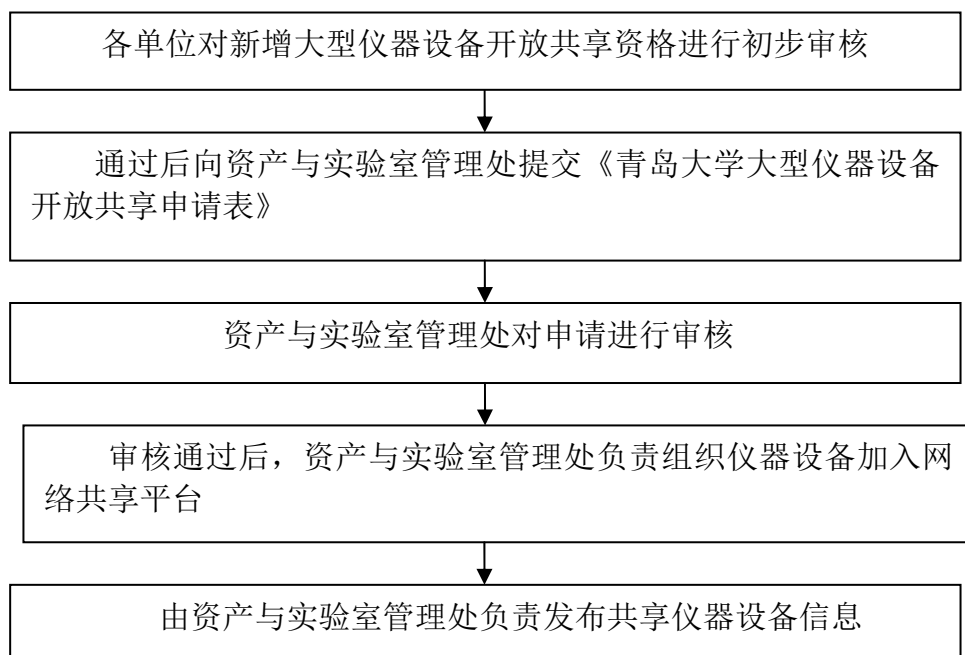 各单位对新增大型仪器设备开放共享资格进行初步审核
通过后向资产与实验室管理处提交《青岛大学大型仪器设备
开放共享申请表》
资产与实验室管理处对申请进行审核
审核通过后，资产与实验室管理处负责组织仪器设备加入网
络共享平台
由资产与实验室管理处负责发布共享仪器设备信息